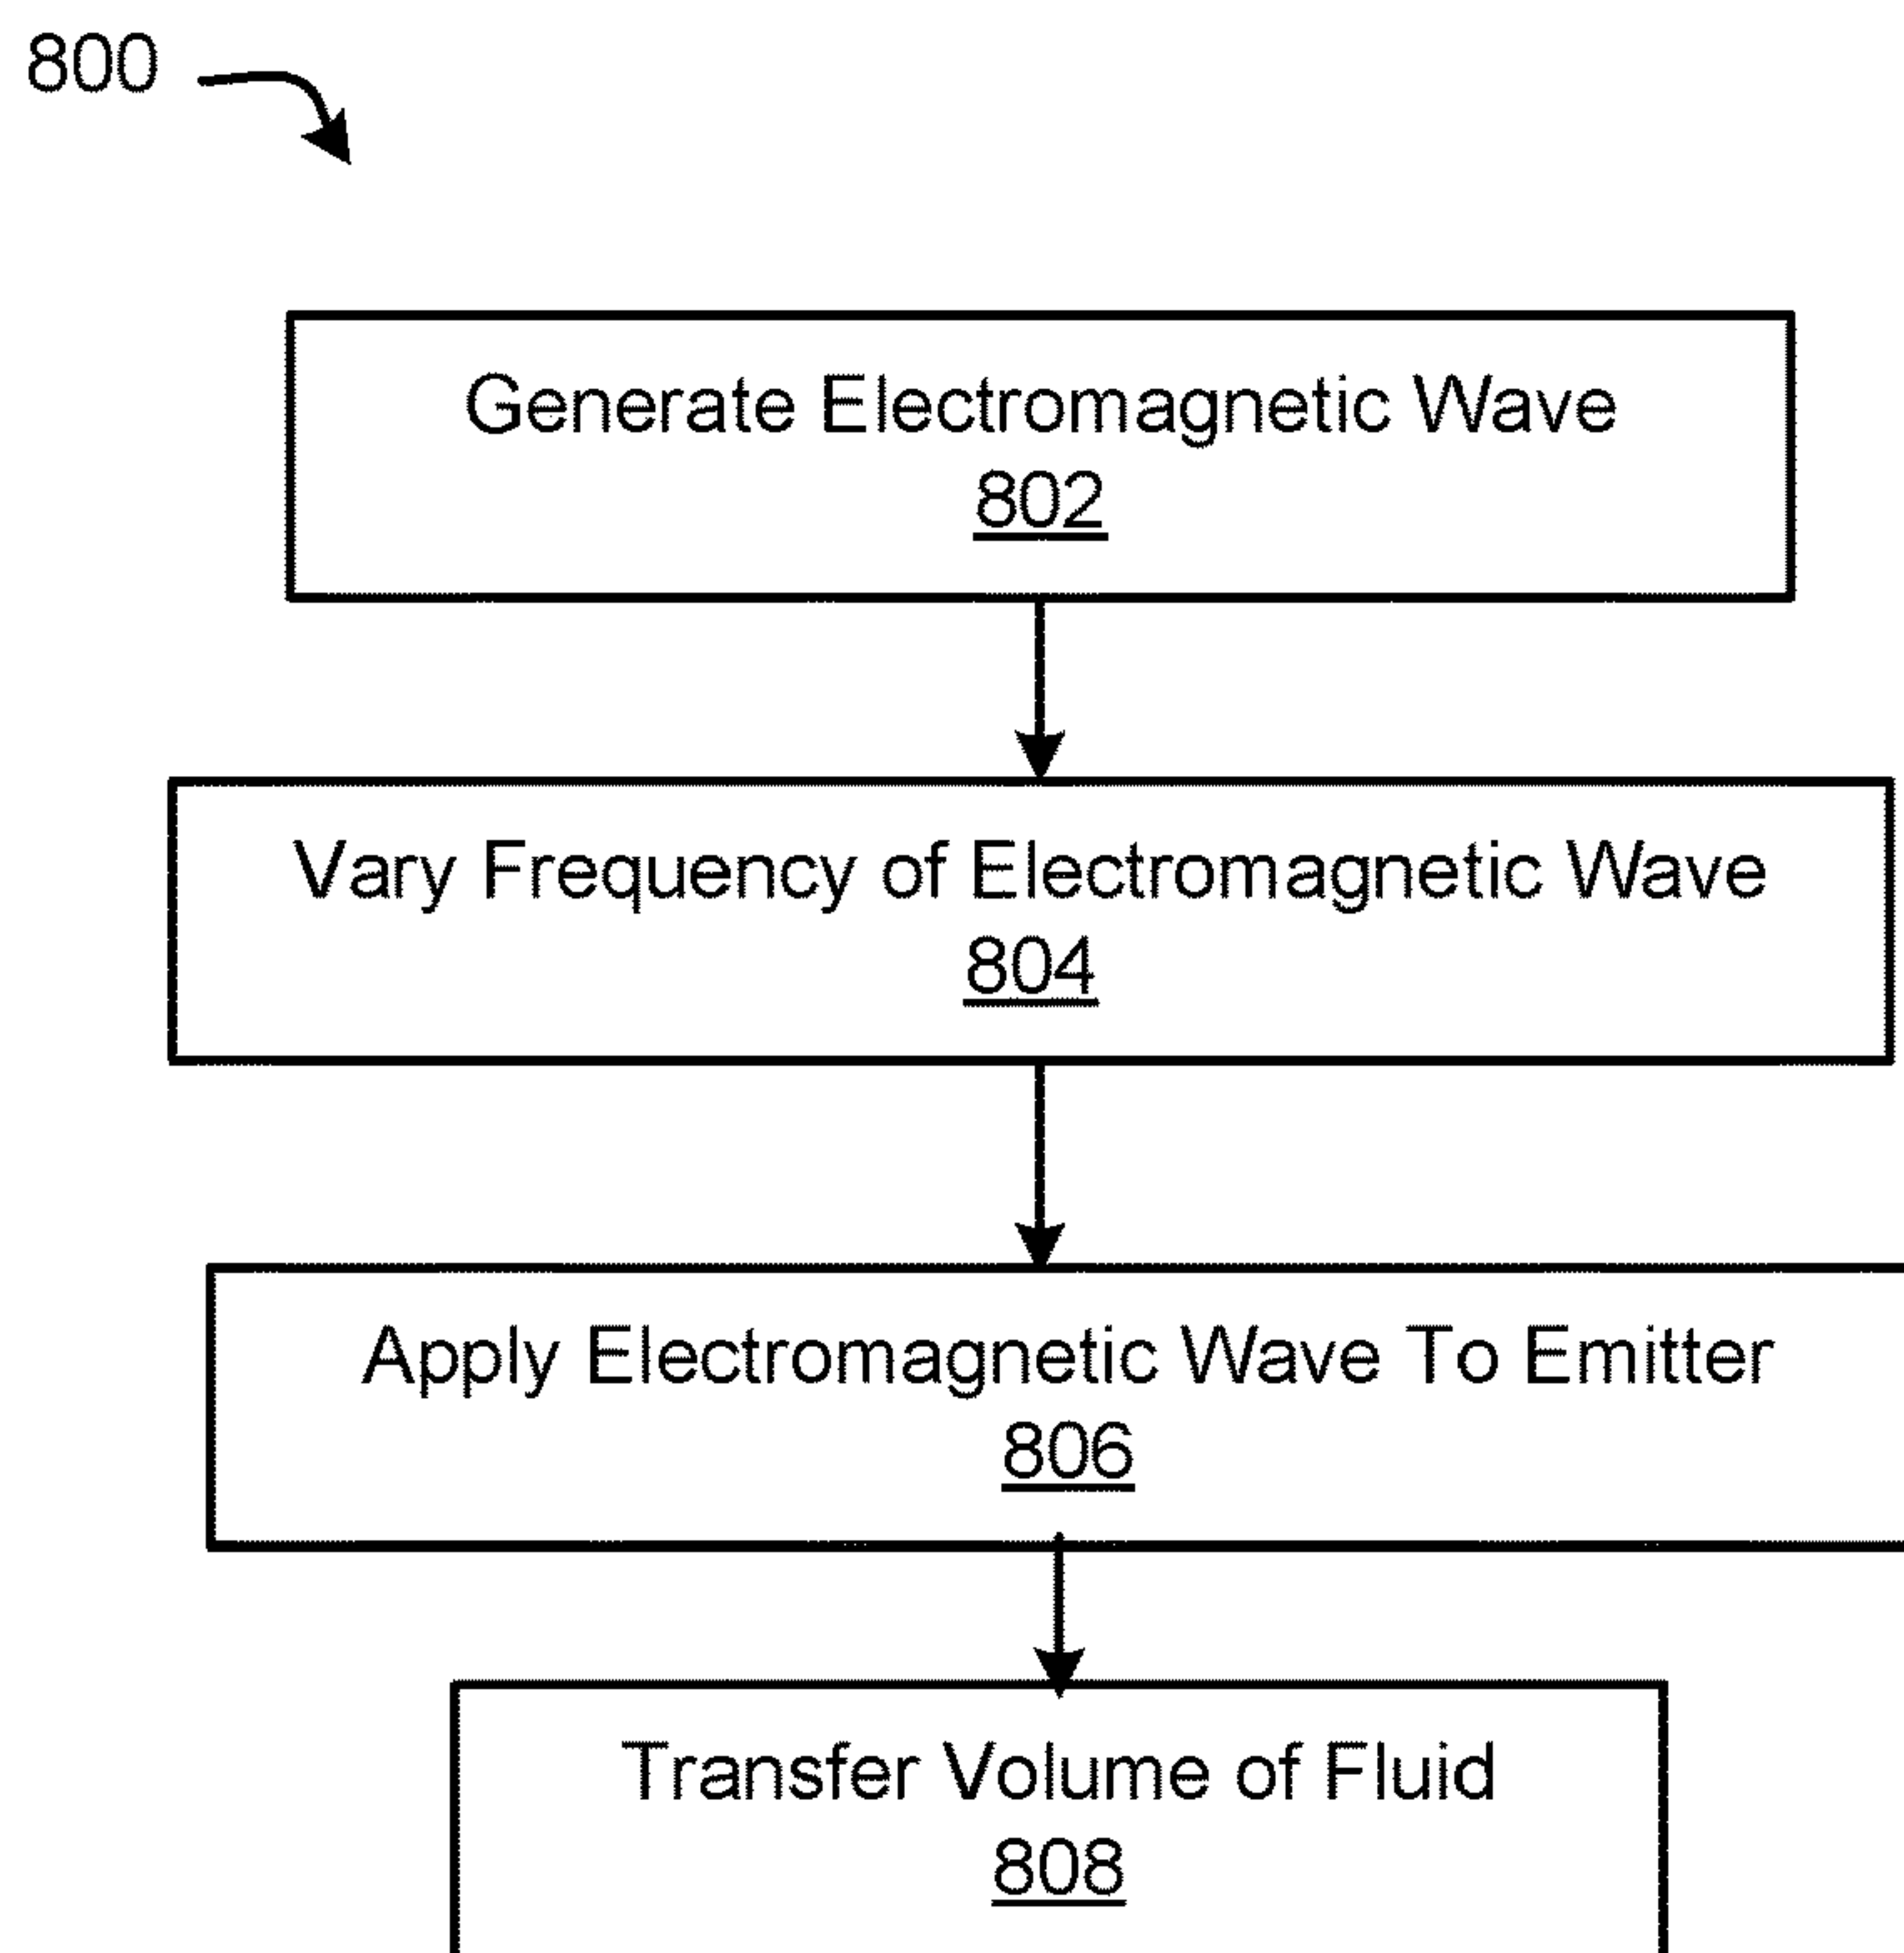 800
Generate Electromagnetic Wave
802
Vary Frequency of Electromagnetic Wave
804
Apply Electromagnetic Wave To Emitter
806
Transfer Volume of Fluid
808